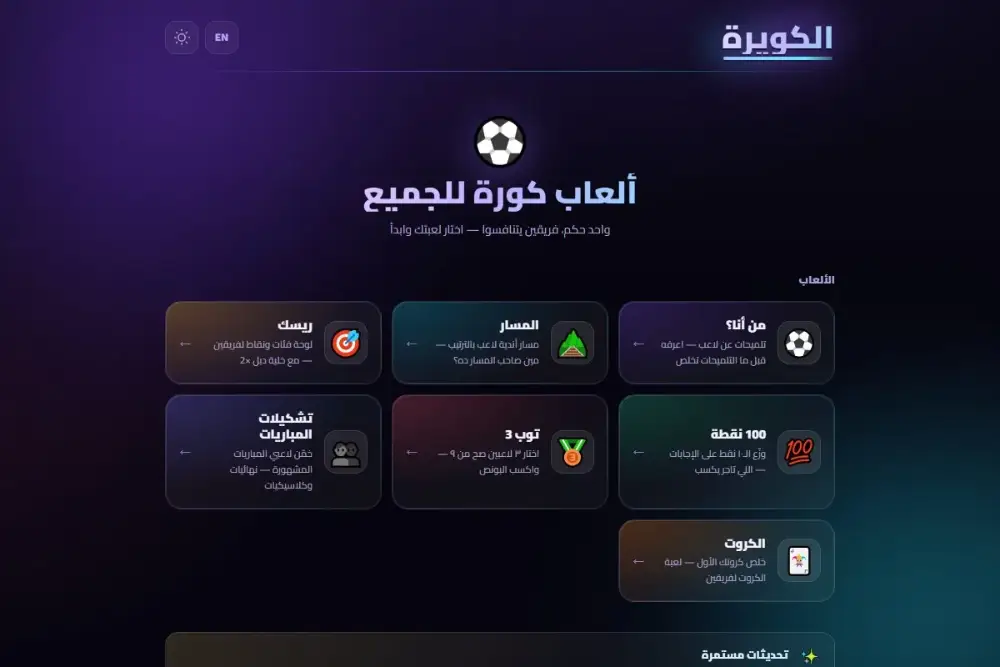 الكويرة
EN
ألعاب كورة للجميع
واحد حكم، فريقين يتنافسوا — اختار لعبتك وابدأ
الألعاب
من أنا؟
تلميحات عن لاعب — اعرفه
قبل ما التلميحات تخلص
←
المسار
مسار أندية لاعب بالترتيب —
مين صاحب المسار ده؟
←
ريسك
لوحة فئات ونقاط لفريقين
— مع خلية دبل ×2
←
100 نقطة
وزّع الـ ١٠٠ نقط على الإجابات
— اللي تاجر يكسب
←
توب 3
اختار ٣ لاعبين صح من ٩ —
واكسب البونص
←
تشكيلات
المباريات
خمّن لاعبي المباريات
المشهورة — نهائيات
وكلاسيكيات
←
الكروت
خلص كروتك الأول — لعبة
الكروت لفريقين
←
تحديثات مستمرة